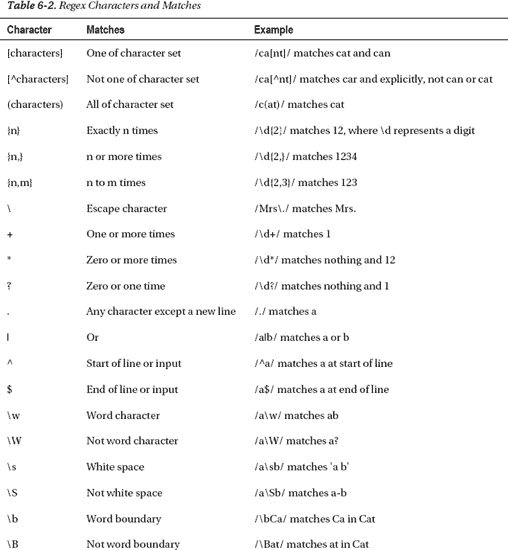 Table 6-2. Regex Characters and Matches
Character Matches Example
[characters] One of character set /ca[nt]/ matches cat and can
[^characters] Not one of character set /ca[^nt]/ matches car and explicitly, not can or cat
(characters) All of character set /c(at)/ matches cat
}n} Exactly n times /\d{2}/ matches 12, where \d represents a digit
}n,} n or more times /\d{2,}/ matches 1234
}n,m} n to m times /\d{2,3}/ matches 123
\ Escape character /Mrs\./ matches Mrs.
+ One or more times /\d+/ matches 1
* Zero or more times /\d*/ matches nothing and 12
? Zero or one time /\d?/ matches nothing and 1
. Any character except a new line /./ matches a
| Or /a|b/ matches a or b
^ Start of line or input /^a/ matches a at start of line
$ End of line or input /a$/ matches a at end of line
\w Word character /a\w/ matches ab
\W Not word character /a\W/ matches a?
\s White space /a\sb/ matches 'a b'
\S Not white space /a\Sb/ matches a-b
\b Word boundary /\bCa/ matches Ca in Cat
\B Not word boundary /\Bat/ matches at in Cat